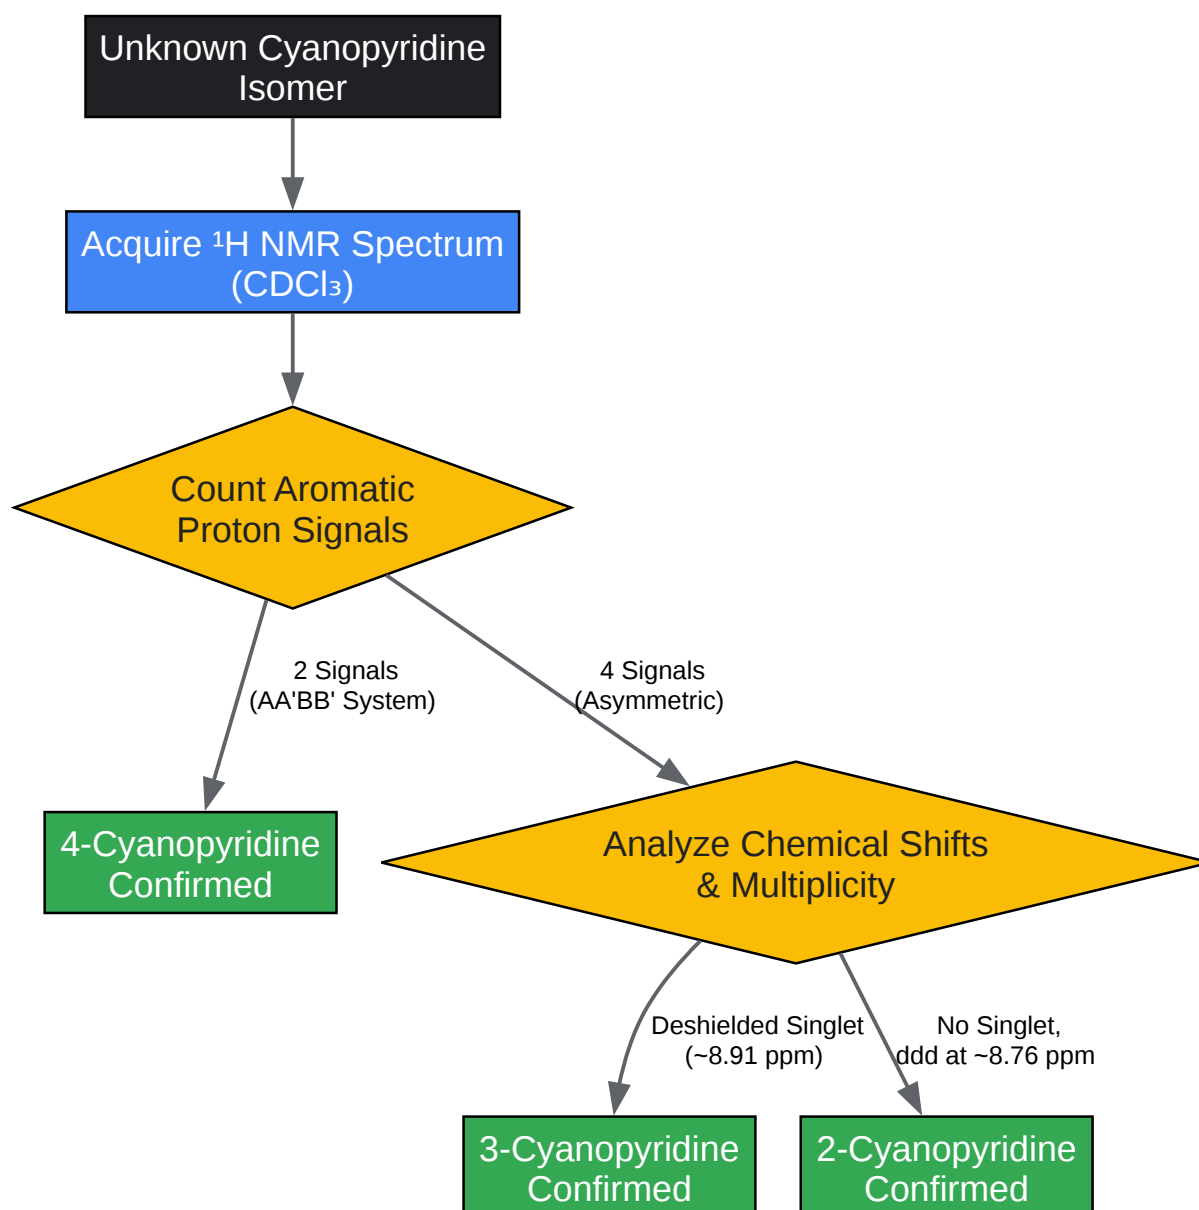 Unknown Cyanopyridine
Isomer
Acquire ¹H NMR Spectrum
(CDCl₃)
Count Aromatic
Proton Signals
2 Signals
(AA'BB' System)
4 Signals
(Asymmetric)
4-Cyanopyridine
Confirmed
Analyze Chemical Shifts
& Multiplicity
Deshielded Singlet
(~8.91 ppm)
No Singlet,
ddd at ~8.76 ppm
3-Cyanopyridine
Confirmed
2-Cyanopyridine
Confirmed